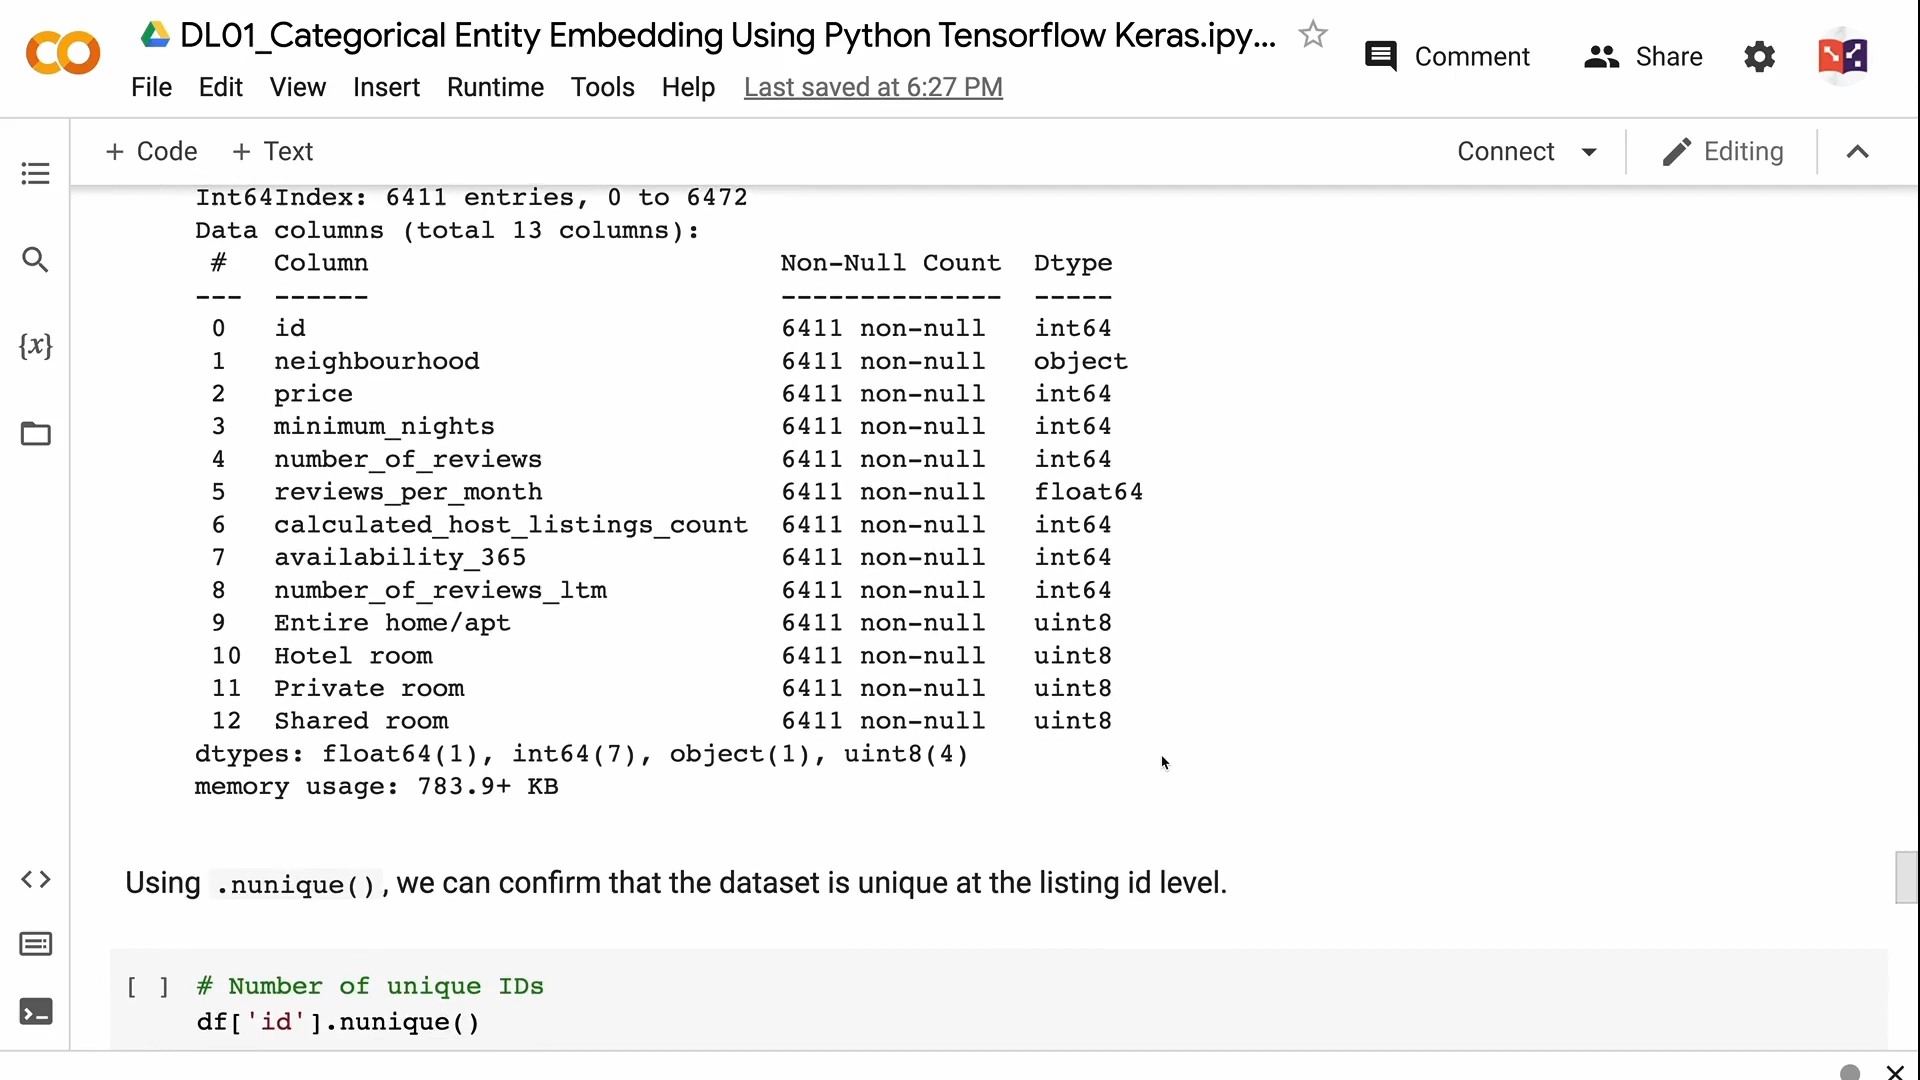 DL01_Categorical Entity Embedding Using Python Tensorflow Keras.ipy...
Comment
Share
File Edit View Insert Runtime Tools Help Last saved at 6:27 PM
+ Code + Text
Connect
Editing
Int64Index: 6411 entries, 0 to 6472
Data columns (total 13 columns):
# Column Non-Null Count Dtype
--- ------ -------------- -----
0 id 6411 non-null int64
1 neighbourhood 6411 non-null object
2 price 6411 non-null int64
3 minimum_nights 6411 non-null int64
4 number_of_reviews 6411 non-null int64
5 reviews_per_month 6411 non-null float64
6 calculated_host_listings_count 6411 non-null int64
7 availability_365 6411 non-null int64
8 number_of_reviews_ltm 6411 non-null int64
9 Entire home/apt 6411 non-null uint8
10 Hotel room 6411 non-null uint8
11 Private room 6411 non-null uint8
12 Shared room 6411 non-null uint8
dtypes: float64(1), int64(7), object(1), uint8(4)
memory usage: 783.9+ KB
Using .nunique(), we can confirm that the dataset is unique at the listing id level.
[ ] # Number of unique IDs
df['id'].nunique()